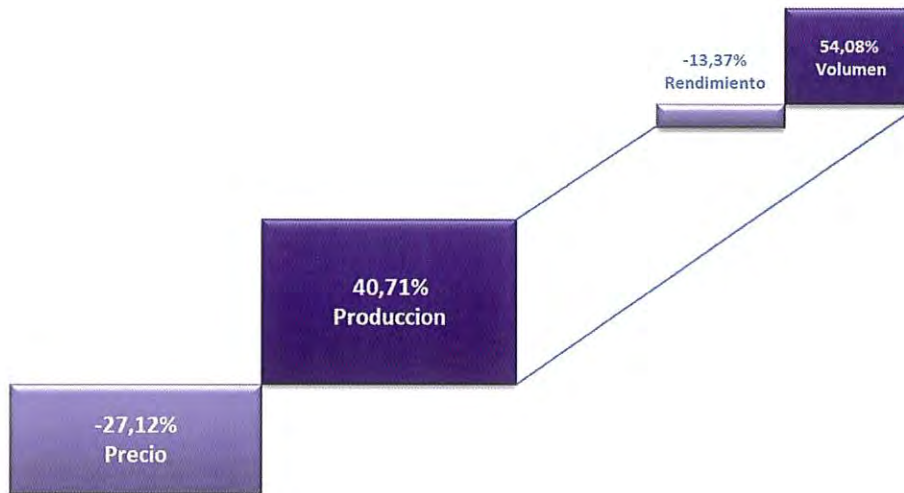 -13,37%
Rendimiento
54,08%
Volumen
40,71%
Produccion
-27,12%
Precio